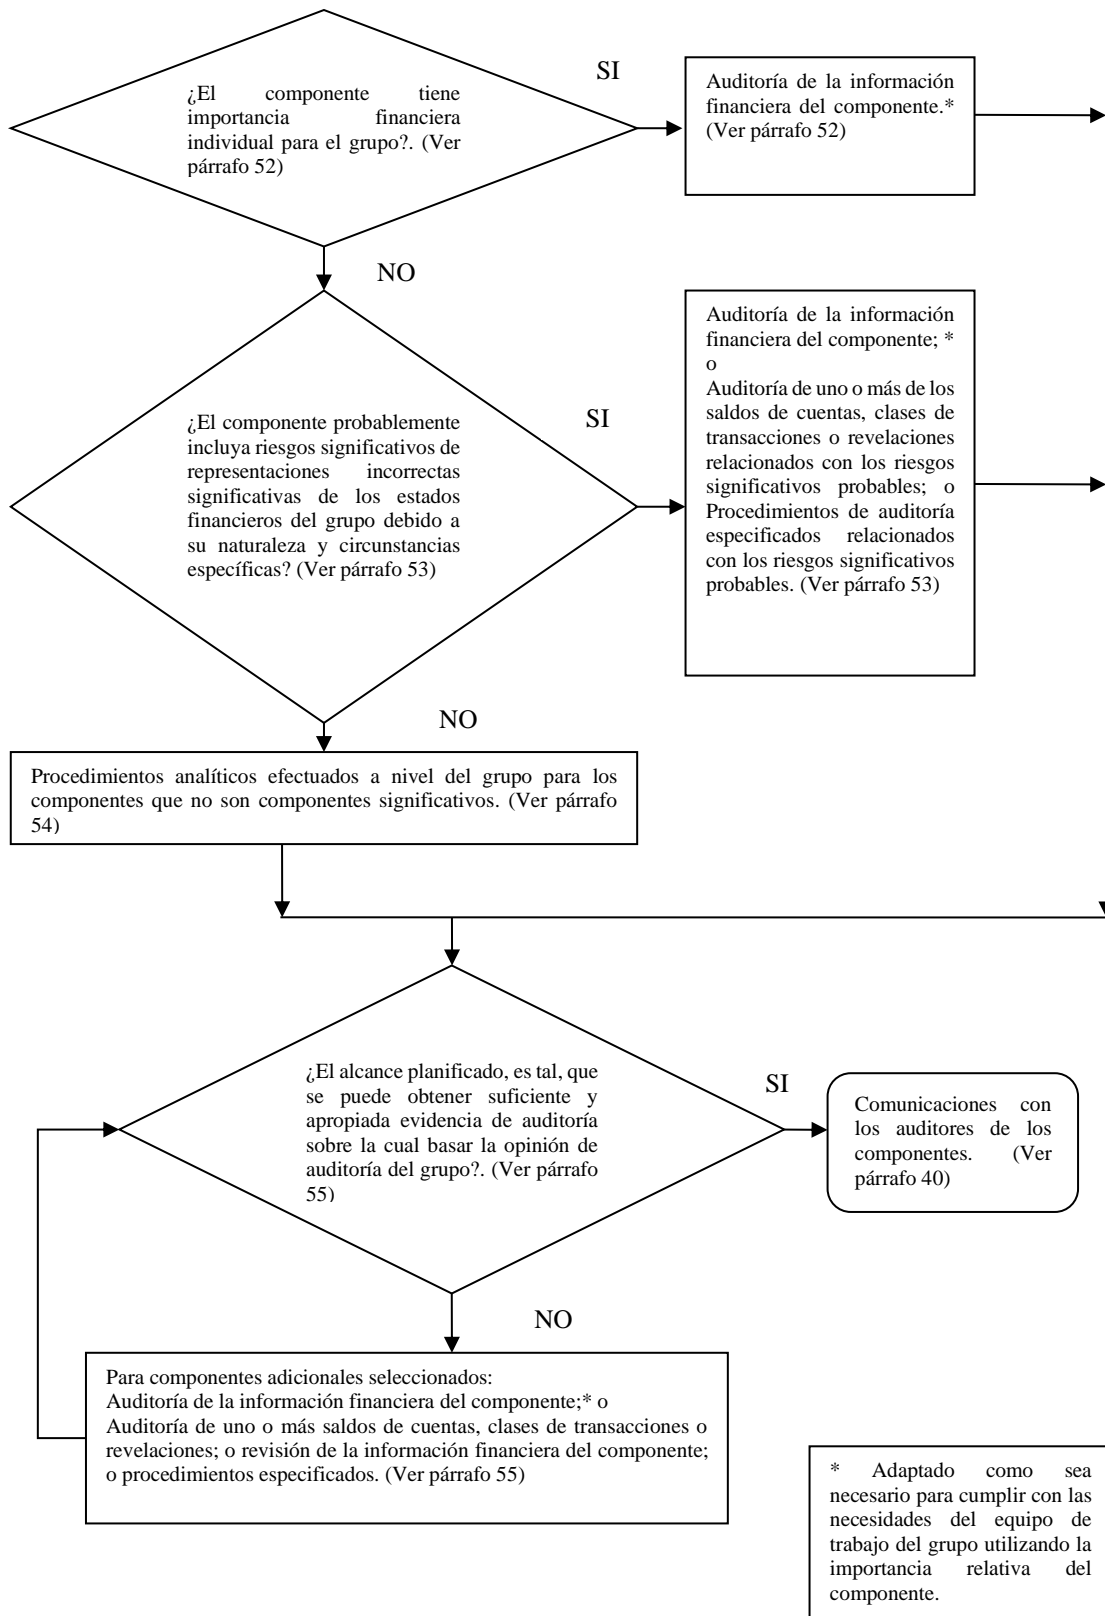 ¿El componente tiene
importancia financiera
individual para el grupo?. (Ver
párrafo 52)
SI
Auditoría de la información
financiera del componente.*
(Ver párrafo 52)
NO
¿El componente probablemente
incluya riesgos significativos de
representaciones incorrectas
significativas de los estados
financieros del grupo debido a
su naturaleza y circunstancias
específicas? (Ver párrafo 53)
SI
Auditoría de la información
financiera del componente; *
o
Auditoría de uno o más de los
saldos de cuentas, clases de
transacciones o revelaciones
relacionados con los riesgos
significativos probables; o
Procedimientos de auditoría
especificados relacionados
con los riesgos significativos
probables. (Ver párrafo 53)
NO
Procedimientos analíticos efectuados a nivel del grupo para los
componentes que no son componentes significativos. (Ver párrafo
54)
¿El alcance planificado, es tal, que
se puede obtener suficiente y
apropiada evidencia de auditoría
sobre la cual basar la opinión de
auditoría del grupo?. (Ver párrafo
55)
SI
Comunicaciones con
los auditores de los
componentes. (Ver
párrafo 40)
NO
Para componentes adicionales seleccionados:
Auditoría de la información financiera del componente;* o
Auditoría de uno o más saldos de cuentas, clases de transacciones o
revelaciones; o revisión de la información financiera del componente;
o procedimientos especificados. (Ver párrafo 55)
* Adaptado como sea
necesario para cumplir con las
necesidades del equipo de
trabajo del grupo utilizando la
importancia relativa del
componente.